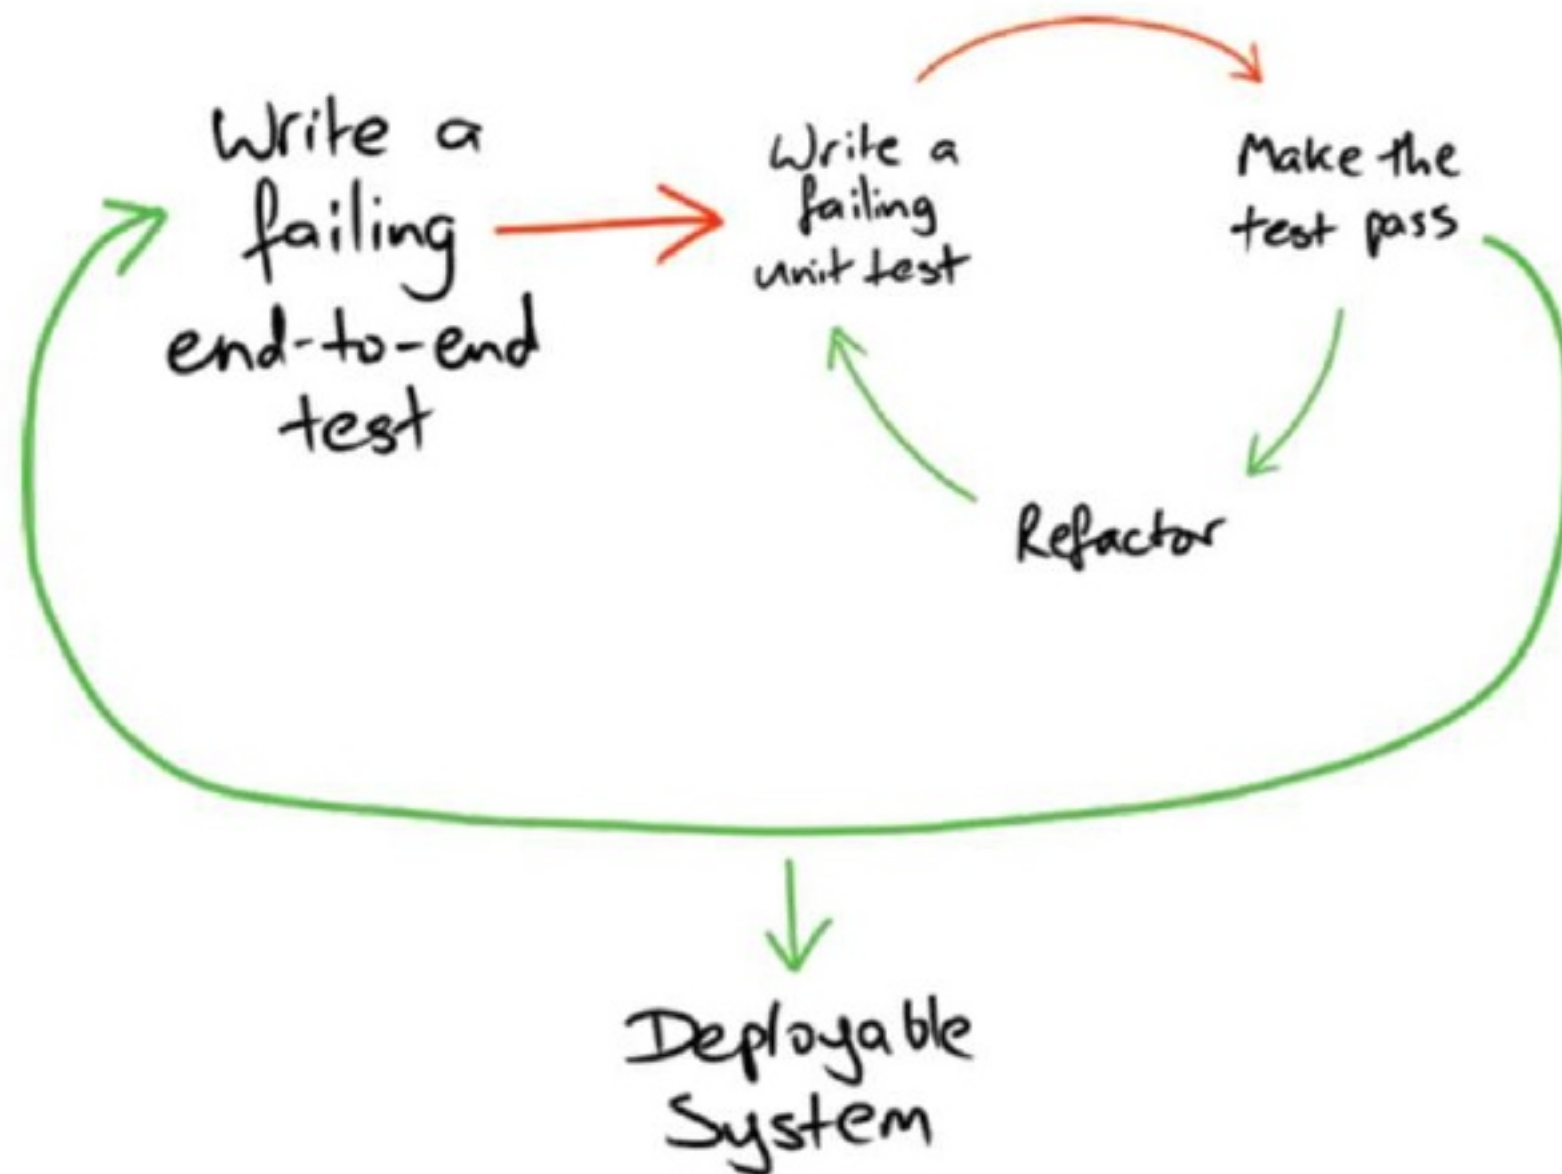 Write a
failing
end-to-end
test
Write a
failing
unit test
Make the
test pass
Refactor
Deployable
System